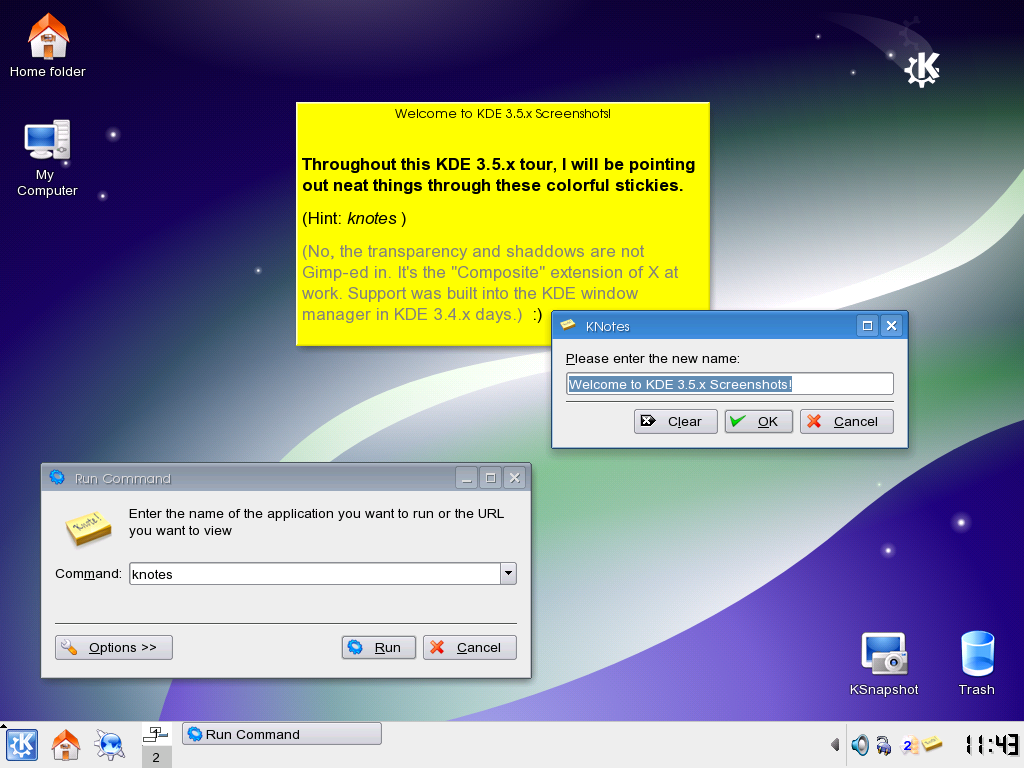 Home folder
My
Computer
Welcome to KDE 3.5.x Screenshots!
Throughout this KDE 3.5.x tour, I will be pointing
out neat things through these colorful stickies.
(Hint: knotes )
(No, the transparency and shaddows are not
Gimp-ed in. It's the "Composite" extension of X at
work. Support was built into the KDE window
manager in KDE 3.4.x days.) :)
KNotes
Please enter the new name:
Welcome to KDE 3.5.x Screenshots!
Clear
OK
Cancel
Run Command
Enter the name of the application you want to run or the URL
you want to view
Command: knotes
Options >>
Run
Cancel
KSnapshot
Trash
2
Run Command
2
11:43